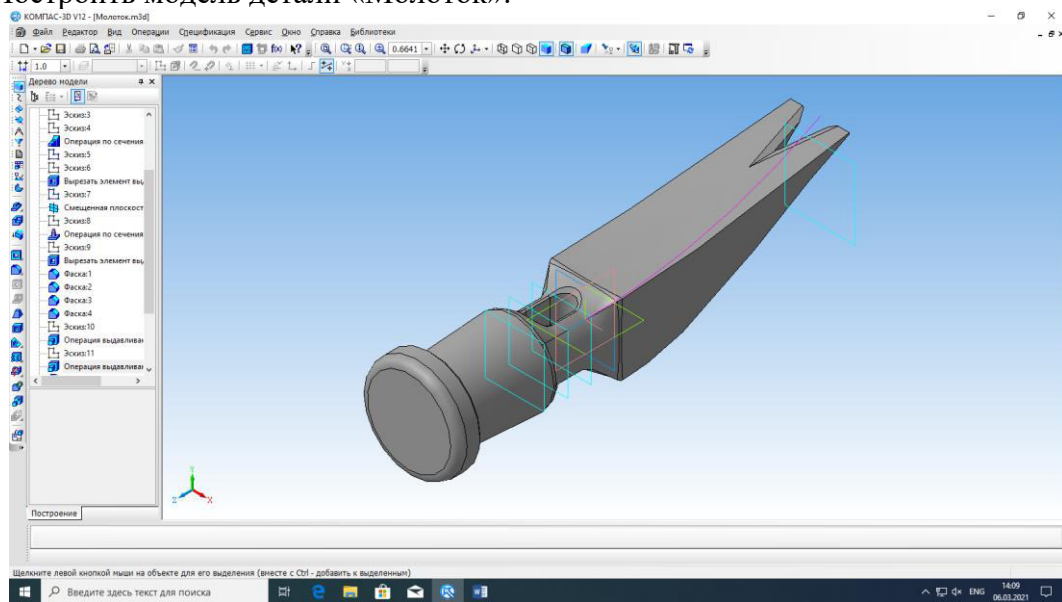 остроить модель детали «Молоток».
КОМПАС-3D V12 - [Молоток.m3d]
Файл Редактор Вид Операции Спецификация Сервис Окно Справка Библиотеки
0.6641
1.0
Дерево модели
Эскиз:3
Эскиз:4
Операция по сечения
Эскиз:5
Эскиз:6
Вырезать элемент вы
Эскиз:7
Смещенная плоскост
Эскиз:8
Операция по сечения
Эскиз:9
Вырезать элемент вы
Фаска:1
Фаска:2
Фаска:3
Фаска:4
Эскиз:10
Операция выдавлива
Эскиз:11
Операция выдавлива
Y
Z X
Построение
Щелкните левой кнопкой мыши на объекте для его выделения (вместе с Ctrl - добавить к выделенным)
Введите здесь текст для поиска
ENG
14:09
06.03.2021